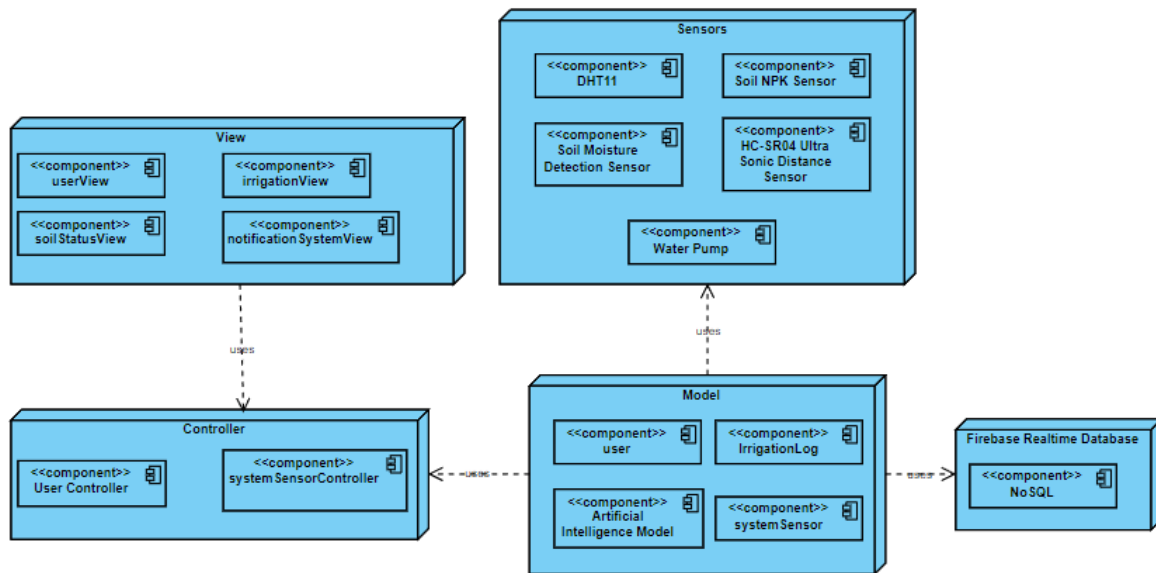 Sensors
<<component>>
DHT11
<<component>>
Soil NPK Sensor
<<component>>
Soil Moisture
Detection Sensor
<<component>>
HC-SR04 Ultra
Sonic Distance
Sensor
<<component>>
Water Pump
View
<<component>>
userView
<<component>>
irrigationView
<<component>>
soilStatusView
<<component>>
notificationSystemView
uses
uses
Controller
<<component>>
User Controller
<<component>>
systemSensorController
uses
Model
<<component>>
user
<<component>>
IrrigationLog
<<component>>
Artificial
Intelligence Model
<<component>>
systemSensor
uses
Firebase Realtime Database
<<component>>
NoSQL